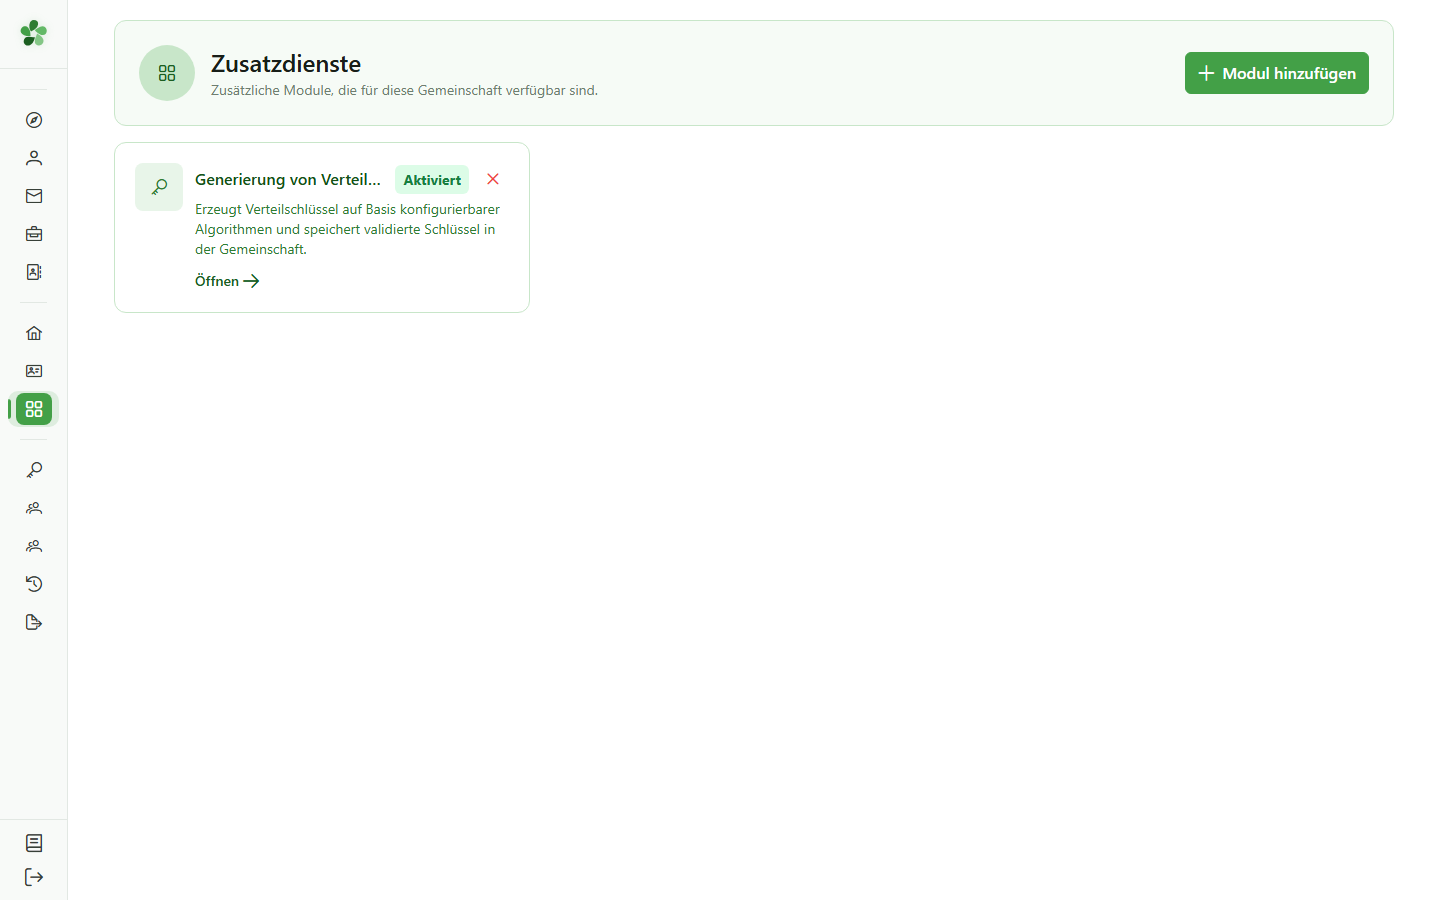 Zusatzdienste
Zusätzliche Module, die für diese Gemeinschaft verfügbar sind.
Modul hinzufügen
Generierung von Verteil...
Aktiviert
Erzeugt Verteilschlüssel auf Basis konfigurierbarer
Algorithmen und speichert validierte Schlüssel in
der Gemeinschaft.
Öffnen